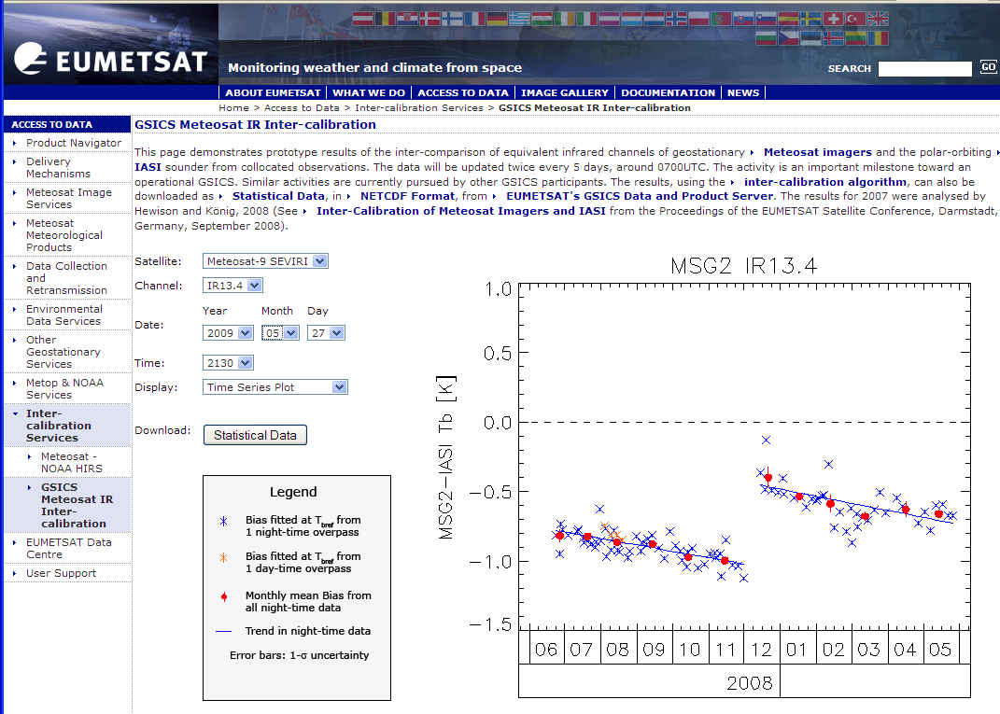 EUMETSAT
Monitoring weather and climate from space
SEARCH
GO
ABOUT EUMETSAT | WHAT WE DO | ACCESS TO DATA | IMAGE GALLERY | DOCUMENTATION | NEWS
Home > Access to Data > Inter-calibration Services > GSICS Meteosat IR Inter-calibration
ACCESS TO DATA
Product Navigator
Delivery
Mechanisms
Meteosat Image
Services
Meteosat
Meteorological
Products
Data Collection
and
Retransmission
Environmental
Data Services
Other
Geostationary
Services
Metop & NOAA
Services
Inter-
calibration
Services
Meteosat -
NOAA HIRS
GSICS
Meteosat IR
Inter-
calibration
EUMETSAT Data
Centre
User Support
GSICS Meteosat IR Inter-calibration
This page demonstrates prototype results of the inter-comparison of equivalent infrared channels of geostationary Meteosat imagers and the polar-orbiting
IASI sounder from collocated observations. The data will be updated twice every 5 days, around 0700UTC. The activity is an important milestone toward an
operational GSICS. Similar activities are currently pursued by other GSICS participants. The results, using the inter-calibration algorithm, can also be
downloaded as Statistical Data, in NETCDF Format, from EUMETSAT's GSICS Data and Product Server. The results for 2007 were analysed by
Hewison and König, 2008 (See Inter-Calibration of Meteosat Imagers and IASI from the Proceedings of the EUMETSAT Satellite Conference, Darmstadt,
Germany, September 2008).
Satellite: Meteosat-9 SEVIRI
Channel: IR13.4
Year Month Day
Date: 2009 05 27
Time: 2130
Display: Time Series Plot
Download: Statistical Data
Legend
Bias fitted at Tbref from
1 night-time overpass
Bias fitted at Tbref from
1 day-time overpass
Monthly mean Bias from
all night-time data
Trend in night-time data
Error bars: 1-σ uncertainty
MSG2 IR13.4
MSG2-IASI Tb [K]
1.0
0.5
0.0
-0.5
-1.0
-1.5
06 07 08 09 10 11 12 01 02 03 04 05
2008